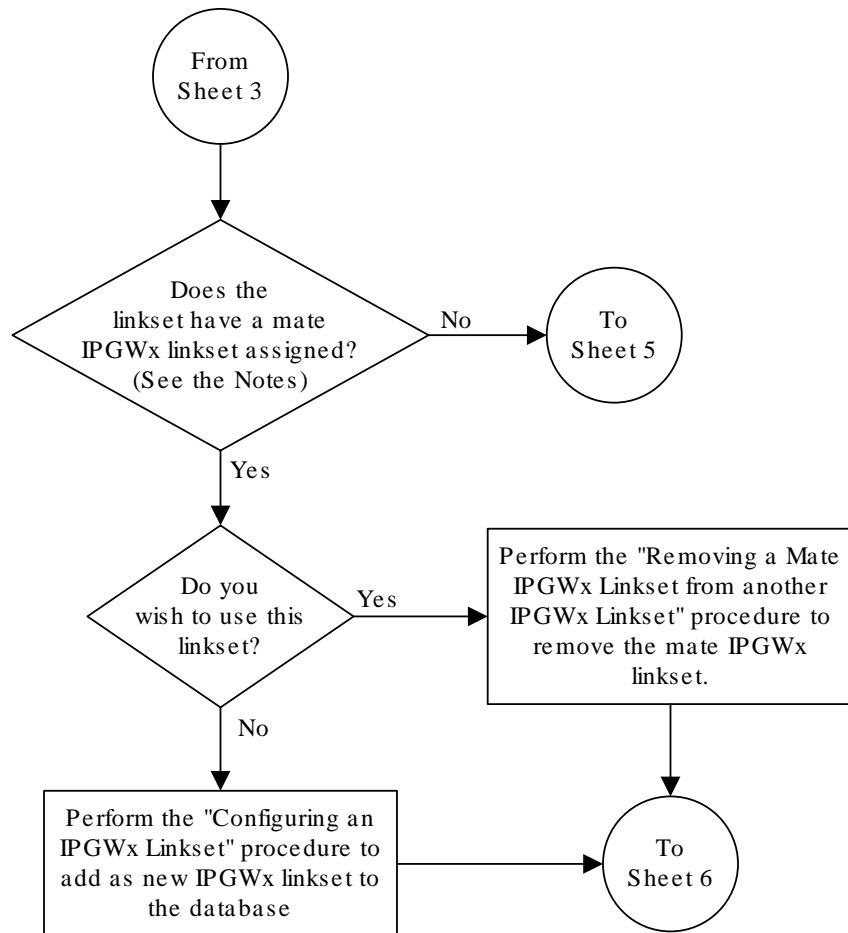 From
Sheet 3
Does the
linkset have a mate
IPGWx linkset assigned?
(See the Notes)
No
To
Sheet 5
Yes
Do you
wish to use this
linkset?
Yes
Perform the "Removing a Mate
IPGWx Linkset from another
IPGWx Linkset" procedure to
remove the mate IPGWx
linkset.
No
Perform the "Configuring an
IPGWx Linkset" procedure to
add as new IPGWx linkset to
the database
To
Sheet 6